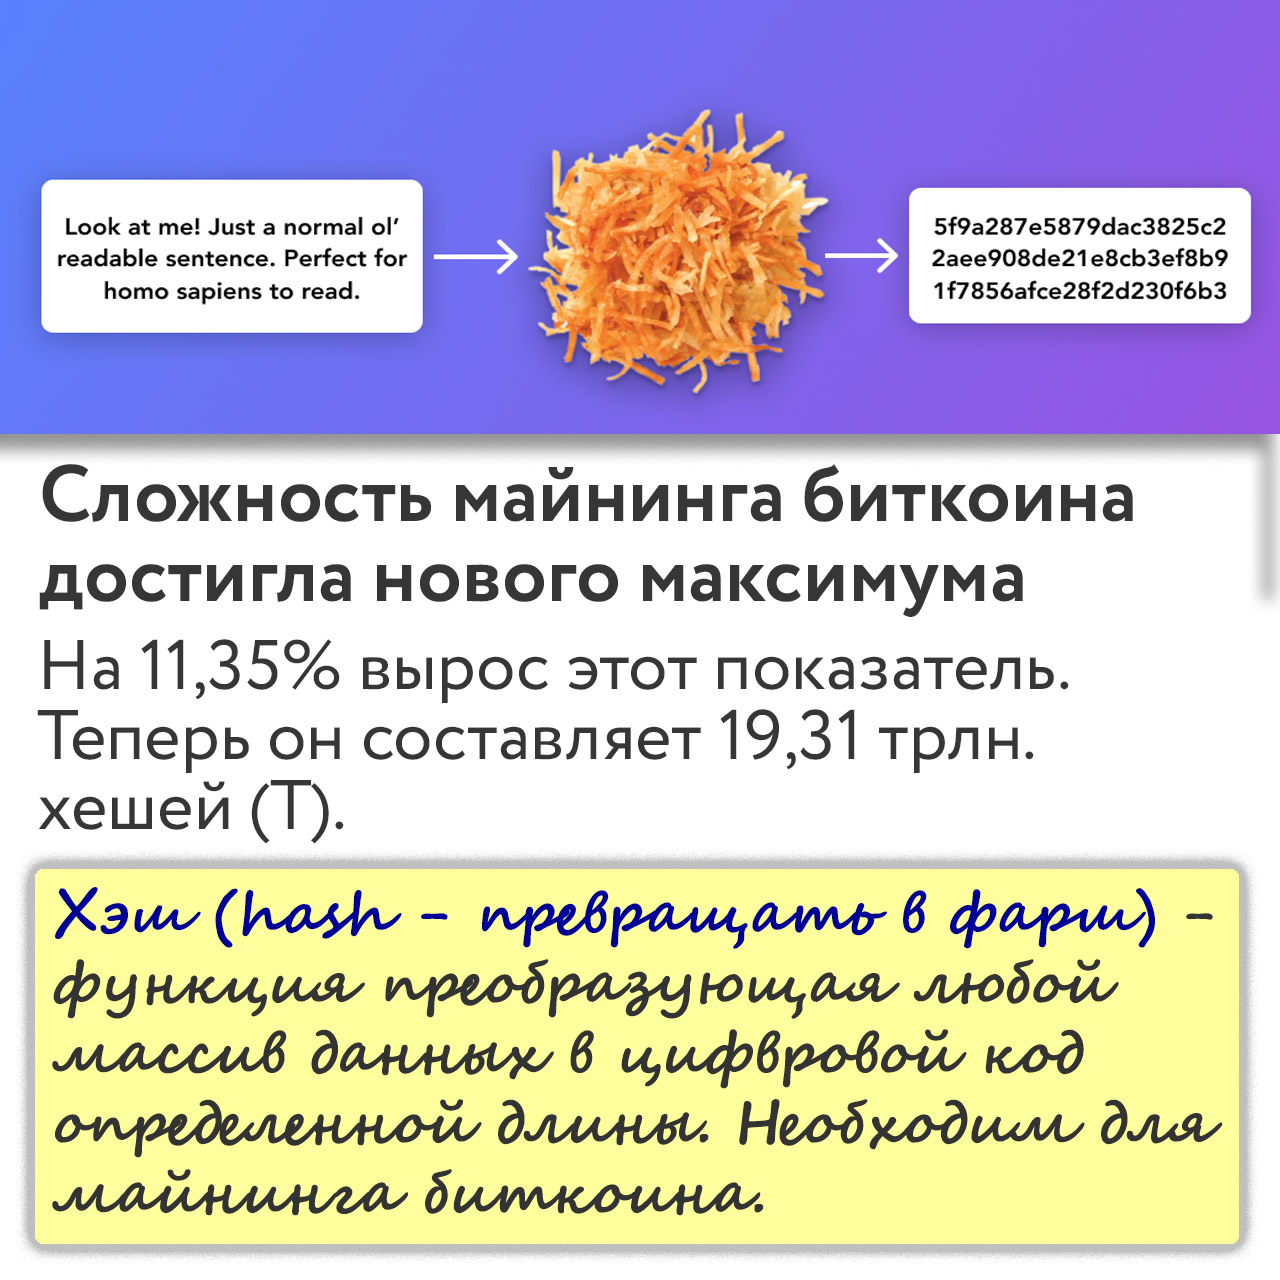 Look at me! Just a normal ol’
readable sentence. Perfect for
homo sapiens to read.
5f9a287e5879dac3825c2
2aee908de21e8cb3ef8b9
1f7856afce28f2d230f6b3
Сложность майнинга биткоина
достигла нового максимума
На 11,35% вырос этот показатель.
Теперь он составляет 19,31 трлн.
хешей (Т).
Хэш (hash – превращать в фарш) –
функция преобразующая любой
массив данных в цифвровой код
определенной длины. Необходим для
майнинга биткоина.